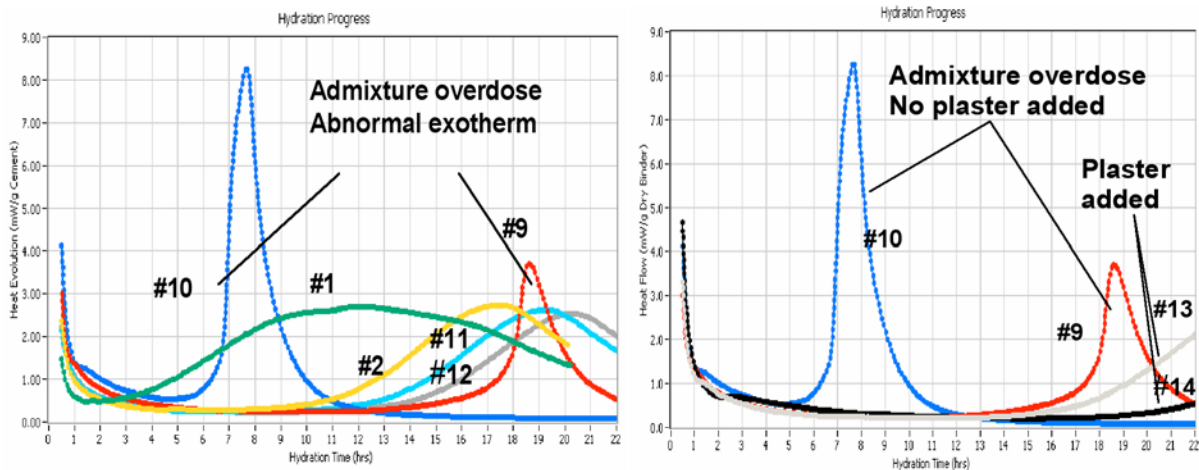 Hydration Progress
9.00
8.00
7.00
6.00
5.00
4.00
3.00
2.00
1.00
0.00
Heat Evolution (mW/g Cement)
Admixture overdose
Abnormal exotherm
#10
#1
#2
#11
#12
#9
0 1 2 3 4 5 6 7 8 9 10 11 12 13 14 15 16 17 18 19 20 21 22
Hydration Time (hrs)
Hydration Progress
9.0
8.0
7.0
6.0
5.0
4.0
3.0
2.0
1.0
0.0
Heat Flow (mW/g Dry Binder)
Admixture overdose
No plaster added
Plaster
added
#10
#9
#13
#14
0 1 2 3 4 5 6 7 8 9 10 11 12 13 14 15 16 17 18 19 20 21 22
Hydration Time (hrs)